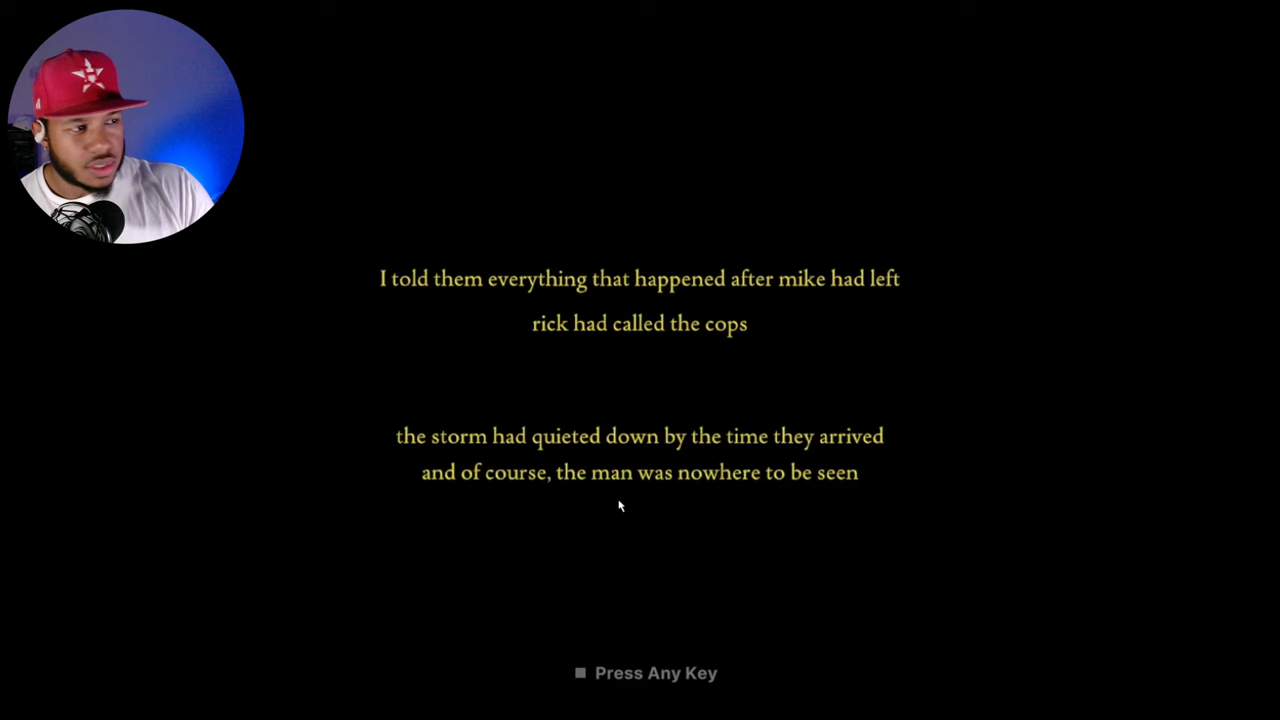 I told them everything that happened after mike had left
rick had called the cops
the storm had quieted down by the time they arrived
and of course, the man was nowhere to be seen
Press Any Key